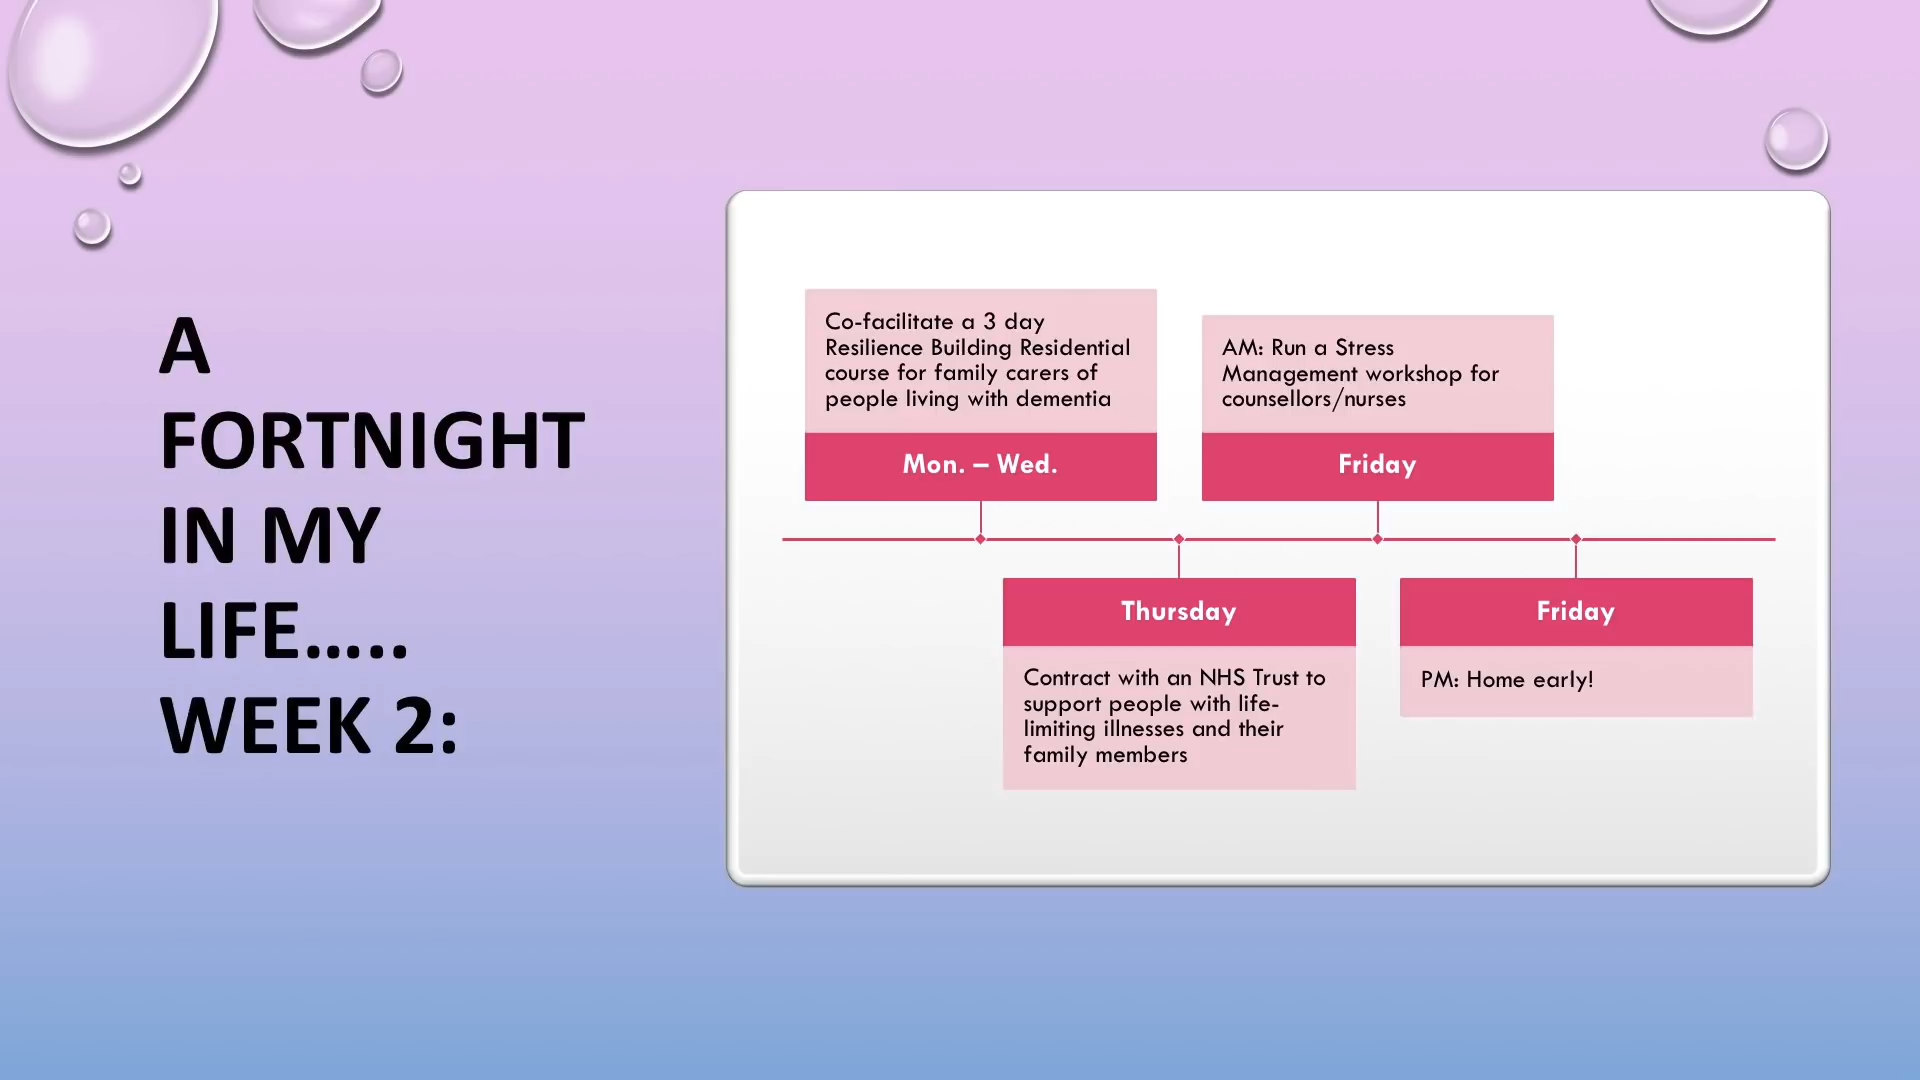 A
FORTNIGHT
IN MY
LIFE.....
WEEK 2:
Co-facilitate a 3 day
Resilience Building Residential
course for family carers of
people living with dementia
Mon. – Wed.
Thursday
Contract with an NHS Trust to
support people with life-
limiting illnesses and their
family members
AM: Run a Stress
Management workshop for
counsellors/nurses
Friday
Friday
PM: Home early!